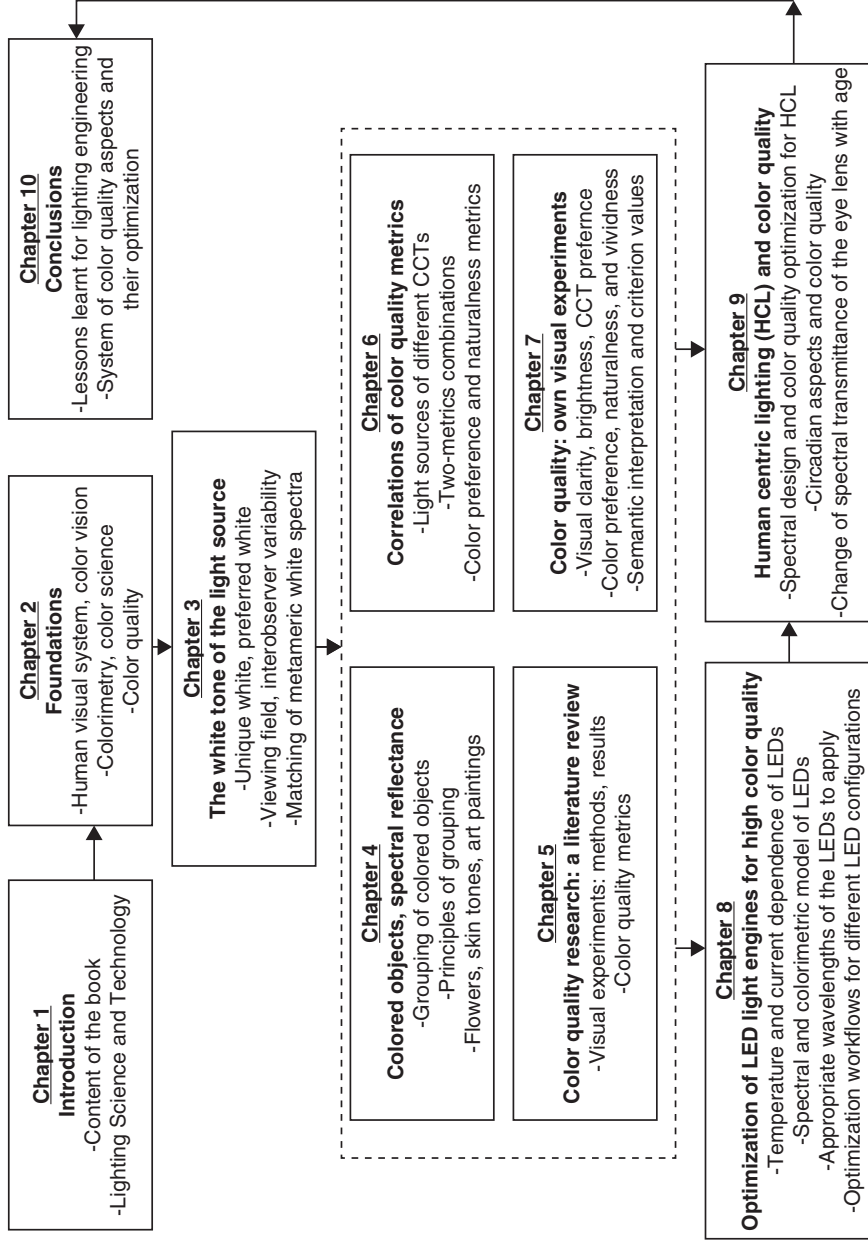 Chapter 1
Introduction
-Content of the book
-Lighting Science and Technology
Chapter 2
Foundations
-Human visual system, color vision
-Colorimetry, color science
-Color quality
Chapter 10
Conclusions
-Lessons learnt for lighting engineering
-System of color quality aspects and
their optimization
Chapter 3
The white tone of the light source
-Unique white, preferred white
-Viewing field, interobserver variability
-Matching of metameric white spectra
Chapter 4
Colored objects, spectral reflectance
-Grouping of colored objects
-Principles of grouping
-Flowers, skin tones, art paintings
Chapter 6
Correlations of color quality metrics
-Light sources of different CCTs
-Two-metrics combinations
-Color preference and naturalness metrics
Chapter 5
Color quality research: a literature review
-Visual experiments: methods, results
-Color quality metrics
Chapter 7
Color quality: own visual experiments
-Visual clarity, brightness, CCT prefernce
-Color preference, naturalness, and vividness
-Semantic interpretation and criterion values
Chapter 8
Optimization of LED light engines for high color quality
-Temperature and current dependence of LEDs
-Spectral and colorimetric model of LEDs
-Appropriate wavelengths of the LEDs to apply
-Optimization workflows for different LED configurations
Chapter 9
Human centric lighting (HCL) and color quality
-Spectral design and color quality optimization for HCL
-Circadian aspects and color quality
-Change of spectral transmittance of the eye lens with age